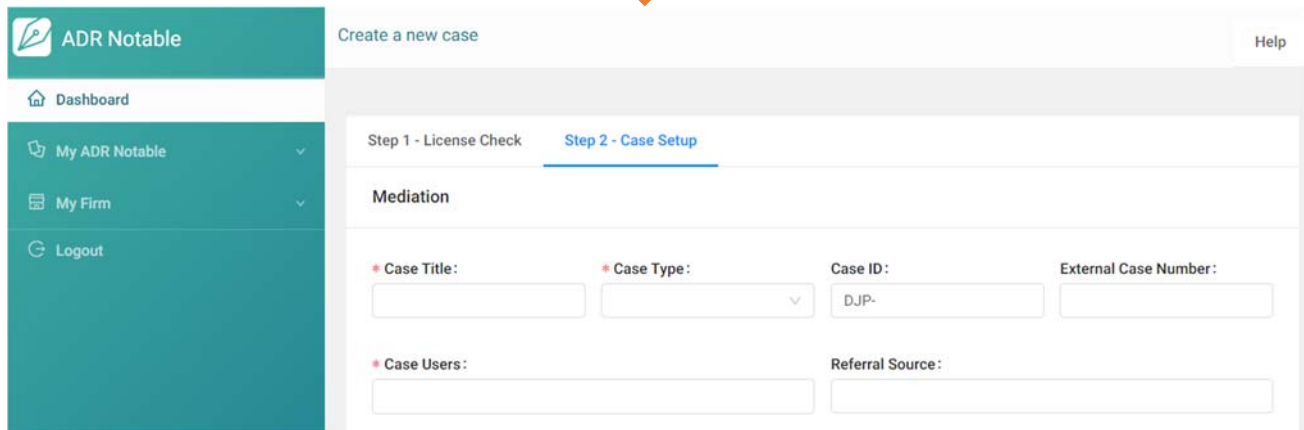 ADR Notable
Create a new case
Help
Dashboard
My ADR Notable
My Firm
Logout
Step 1 - License Check Step 2 - Case Setup
Mediation
* Case Title: * Case Type: Case ID: External Case Number:
DJP-
* Case Users: Referral Source: